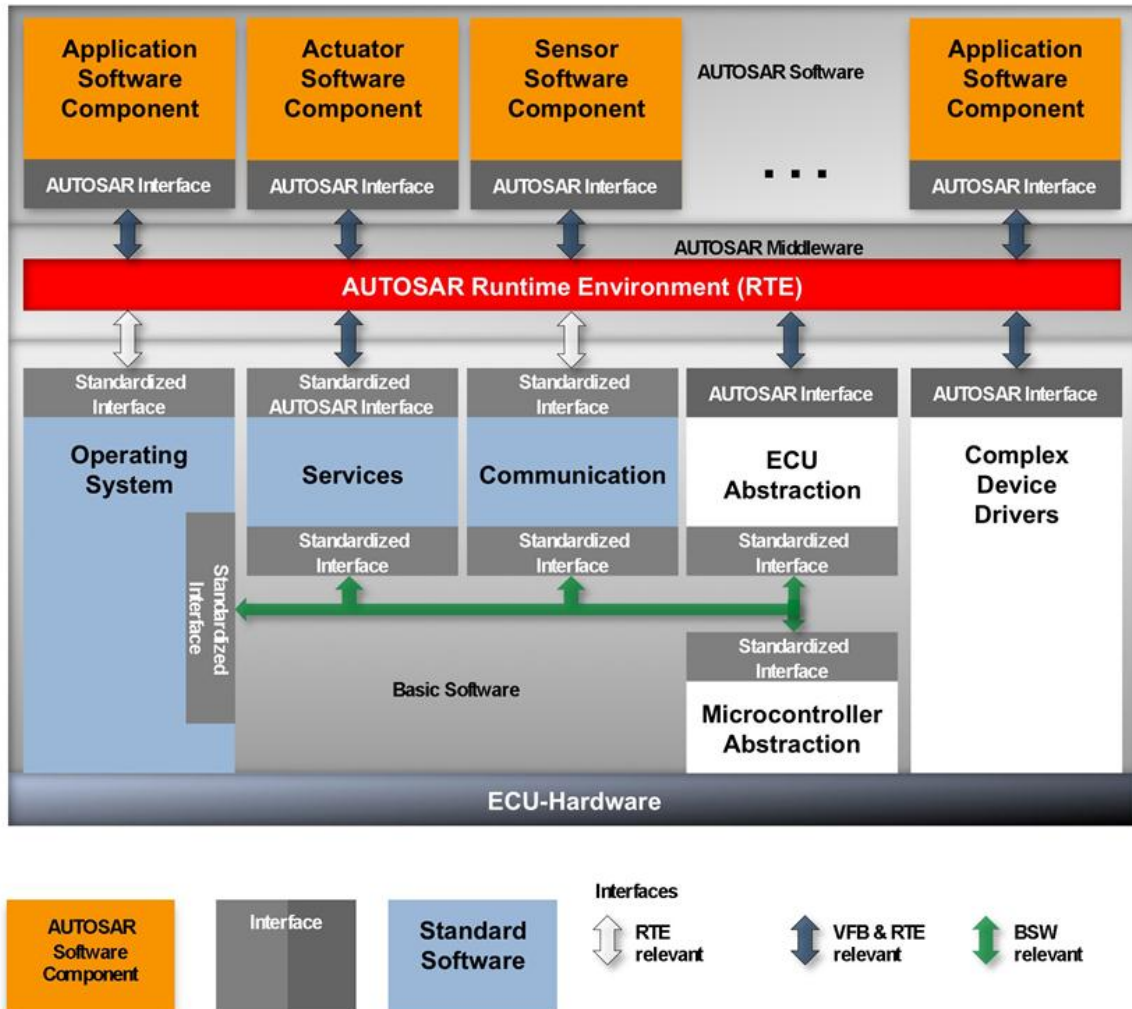 Application
Software
Component
AUTOSAR Interface
Actuator
Software
Component
AUTOSAR Interface
Sensor
Software
Component
AUTOSAR Interface
AUTOSAR Software
...
Application
Software
Component
AUTOSAR Interface
AUTOSAR Middleware
AUTOSAR Runtime Environment (RTE)
Standardized
Interface
Operating
System
Standardized
Interface
Standardized
AUTOSAR Interface
Services
Standardized
Interface
Standardized
Interface
Communication
Standardized
Interface
AUTOSAR Interface
ECU
Abstraction
Standardized
Interface
Standardized
Interface
Microcontroller
Abstraction
AUTOSAR Interface
Complex
Device
Drivers
Basic Software
ECU-Hardware
AUTOSAR
Software
Component
Interface
Standard
Software
Interfaces
RTE
relevant
VFB & RTE
relevant
BSW
relevant